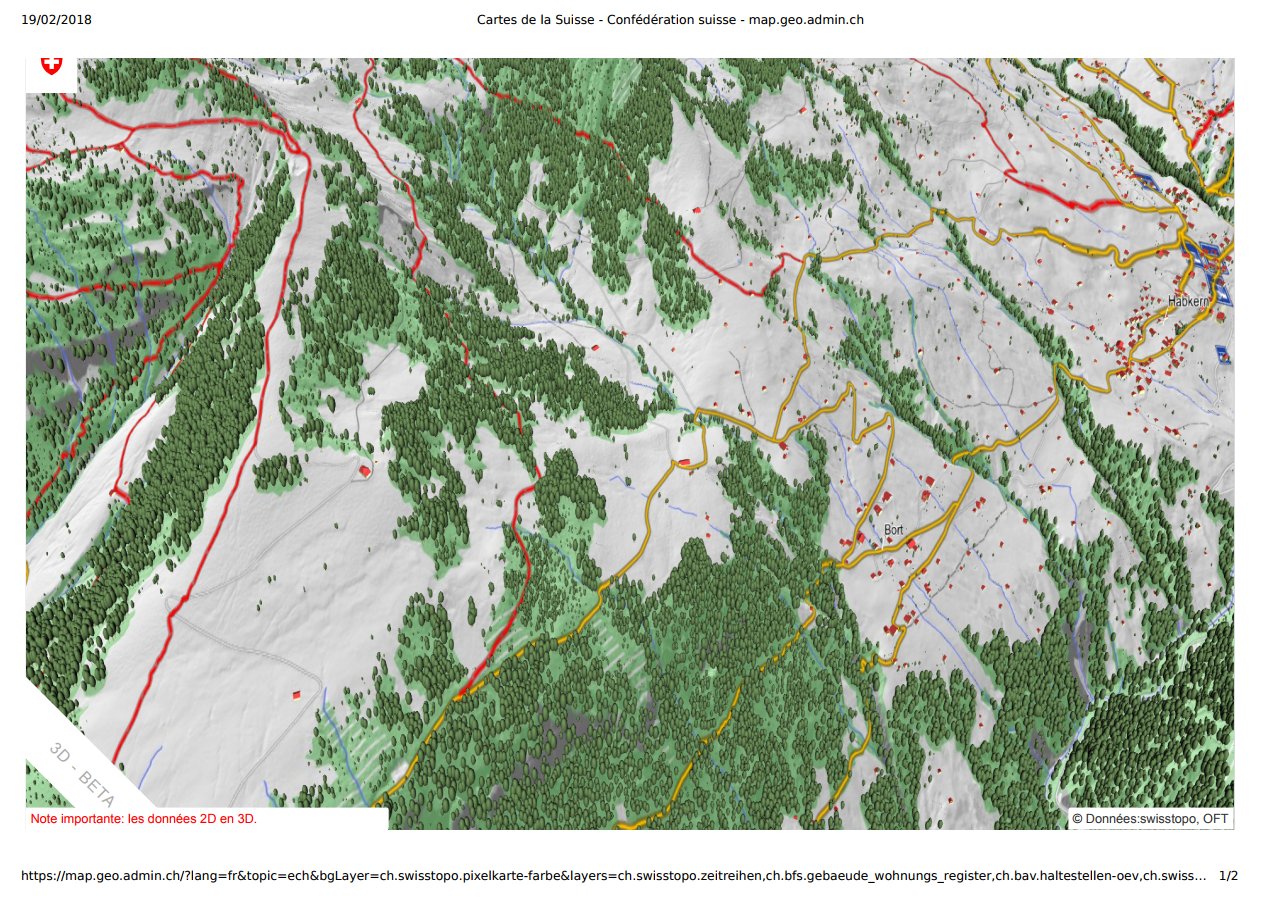 19/02/2018
Cartes de la Suisse - Confédération suisse - map.geo.admin.ch
Habkern
Bort
3D - BETA
Note importante: les données 2D en 3D.
© Données:swisstopo, OFT
https://map.geo.admin.ch/?lang=fr&topic=ech&bgLayer=ch.swisstopo.pixelkarte-farbe&layers=ch.swisstopo.zeitreihen,ch.bfs.gebaeude_wohnungs_register,ch.bav.haltestellen-oev,ch.swiss...
1/2